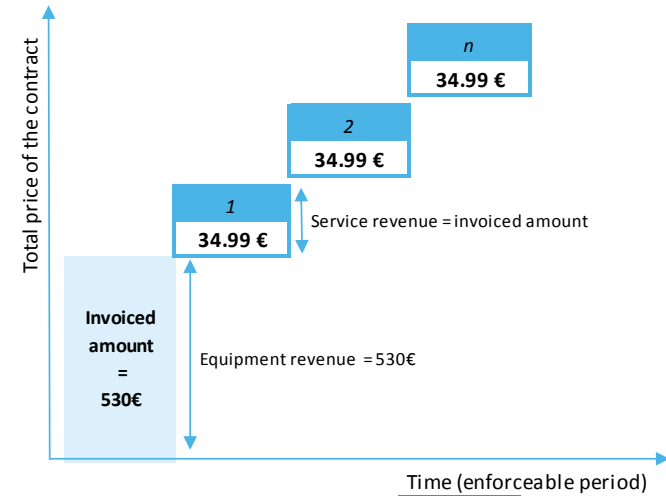 Total price of the contract
n
34.99 €
2
34.99 €
1
34.99 €
Service revenue = invoiced amount
Invoiced
amount
=
530€
Equipment revenue = 530€
Time (enforceable period)